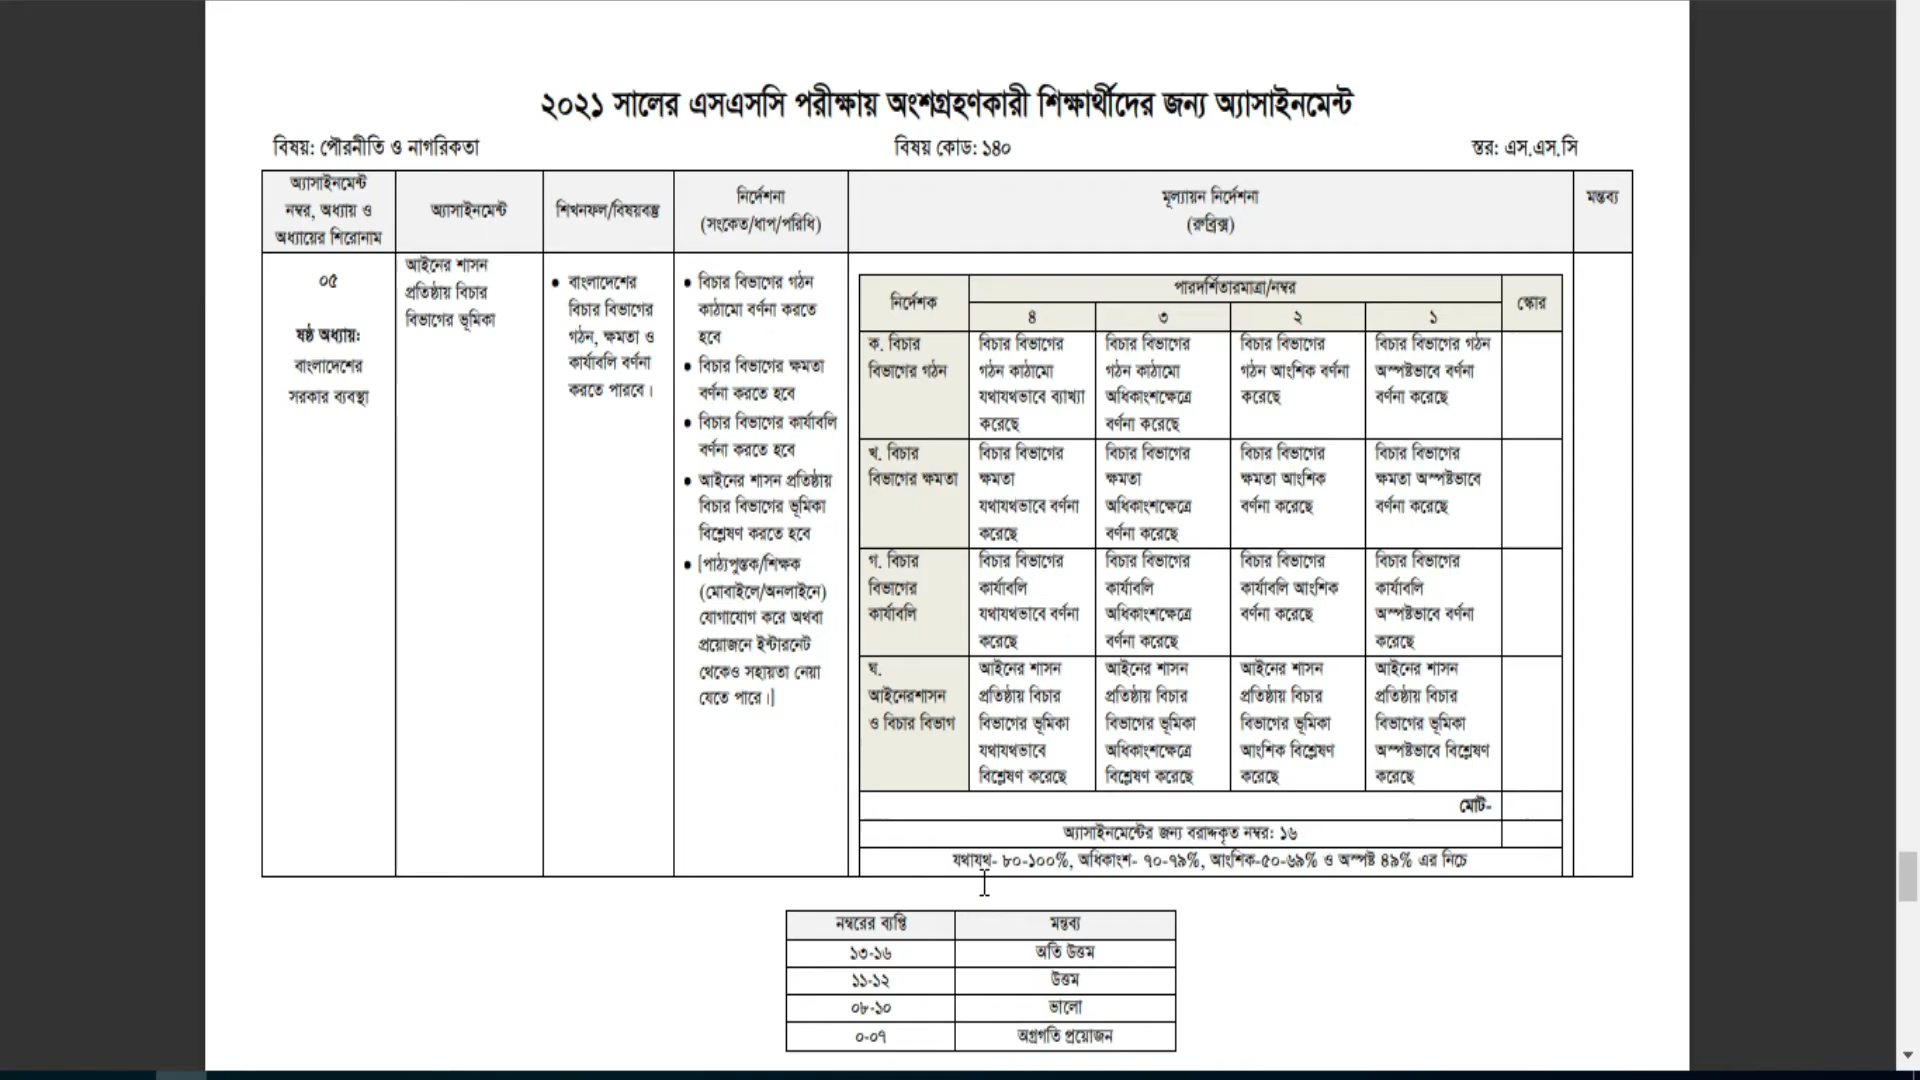 ২০২১ সালের এসএসসি পরীক্ষায় অংশগ্রহণকারী শিক্ষার্থীদের জন্য অ্যাসাইনমেন্ট
বিষয়: পৌরনীতি ও নাগরিকতা
বিষয় কোড: ১৪০
স্তর: এস.এস.সি
অ্যাসাইনমেন্ট
নম্বর, অধ্যায় ও
অধ্যায়ের শিরোনাম
অ্যাসাইনমেন্ট
শিখনফল/বিষয়বস্তু
নির্দেশনা
(সংকেত/ধাপ/পরিধি)
মূল্যায়ন নির্দেশনা
(রুব্রিক্স)
মন্তব্য
০৫
ষষ্ঠ অধ্যায়:
বাংলাদেশের
সরকার ব্যবস্থা
আইনের শাসন
প্রতিষ্ঠায় বিচার
বিভাগের ভূমিকা
• বাংলাদেশের
বিচার বিভাগের
গঠন, ক্ষমতা ও
কার্যাবলি বর্ণনা
করতে পারবে।
• বিচার বিভাগের গঠন
কাঠামো বর্ণনা করতে
হবে
• বিচার বিভাগের ক্ষমতা
বর্ণনা করতে হবে
• বিচার বিভাগের কার্যাবলি
বর্ণনা করতে হবে
• আইনের শাসন প্রতিষ্ঠায়
বিচার বিভাগের ভূমিকা
বিশ্লেষণ করতে হবে
• [পাঠ্যপুস্তক/শিক্ষক
(মোবাইলে/অনলাইনে)
যোগাযোগ করে অথবা
প্রয়োজনে ইন্টারনেট
থেকেও সহায়তা নেয়া
যেতে পারে।]
নির্দেশক
পারদর্শিতারমাত্রা/নম্বর
স্কোর
৪
৩
২
১
ক. বিচার
বিভাগের গঠন
বিচার বিভাগের
গঠন কাঠামো
যথাযথভাবে ব্যাখ্যা
করেছে
বিচার বিভাগের
গঠন কাঠামো
অধিকাংশক্ষেত্রে
বর্ণনা করেছে
বিচার বিভাগের
গঠন আংশিক বর্ণনা
করেছে
বিচার বিভাগের গঠন
অস্পষ্টভাবে বর্ণনা
বর্ণনা করেছে
খ. বিচার
বিভাগের ক্ষমতা
বিচার বিভাগের
ক্ষমতা
যথাযথভাবে বর্ণনা
করেছে
বিচার বিভাগের
ক্ষমতা
অধিকাংশক্ষেত্রে
বর্ণনা করেছে
বিচার বিভাগের
ক্ষমতা আংশিক
বর্ণনা করেছে
বিচার বিভাগের
ক্ষমতা অস্পষ্টভাবে
বর্ণনা করেছে
গ. বিচার
বিভাগের
কার্যাবলি
বিচার বিভাগের
কার্যাবলি
যথাযথভাবে বর্ণনা
করেছে
বিচার বিভাগের
কার্যাবলি
অধিকাংশক্ষেত্রে
বর্ণনা করেছে
বিচার বিভাগের
কার্যাবলি আংশিক
বর্ণনা করেছে
বিচার বিভাগের
কার্যাবলি
অস্পষ্টভাবে বর্ণনা
করেছে
ঘ.
আইনেরশাসন
ও বিচার বিভাগ
আইনের শাসন
প্রতিষ্ঠায় বিচার
বিভাগের ভূমিকা
যথাযথভাবে
বিশ্লেষণ করেছে
আইনের শাসন
প্রতিষ্ঠায় বিচার
বিভাগের ভূমিকা
অধিকাংশক্ষেত্রে
বিশ্লেষণ করেছে
আইনের শাসন
প্রতিষ্ঠায় বিচার
বিভাগের ভূমিকা
আংশিক বিশ্লেষণ
করেছে
আইনের শাসন
প্রতিষ্ঠায় বিচার
বিভাগের ভূমিকা
অস্পষ্টভাবে বিশ্লেষণ
করেছে
মোট-
অ্যাসাইনমেন্টের জন্য বরাদ্দকৃত নম্বর: ১৬
যথাযথ- ৮০-১০০%, অধিকাংশ- ৭০-৭৯%, আংশিক-৫০-৬৯% ও অস্পষ্ট ৪৯% এর নিচে
নম্বরের ব্যপ্তি
মন্তব্য
১৩-১৬
অতি উত্তম
১১-১২
উত্তম
০৮-১০
ভালো
০-০৭
অগ্রগতি প্রয়োজন